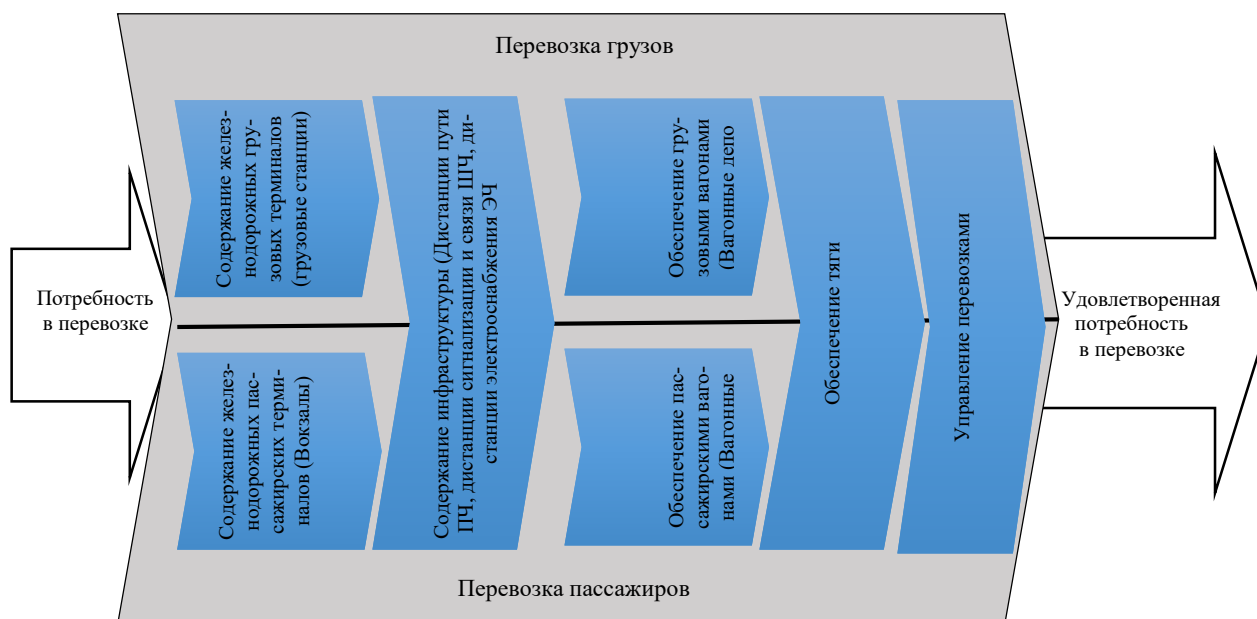 Перевозка грузов
Потребность
в перевозке
Содержание желез-
нодорожных гру-
зовых терминалов
(грузовые станции)
Содержание желез-
нодорожных пас-
сажирских терми-
налов (Вокзалы)
Содержание инфраструктуры (Дистанции пути
ПЧ, дистанции сигнализации и связи ШЧ, ди-
станции электроснабжения ЭЧ
Обеспечение гру-
зовыми вагонами
(Вагонные депо
Обеспечение пас-
сажирскими ваго-
нами (Вагонные
Обеспечение тяги
Управление перевозками
Удовлетворенная
потребность
в перевозке
Перевозка пассажиров